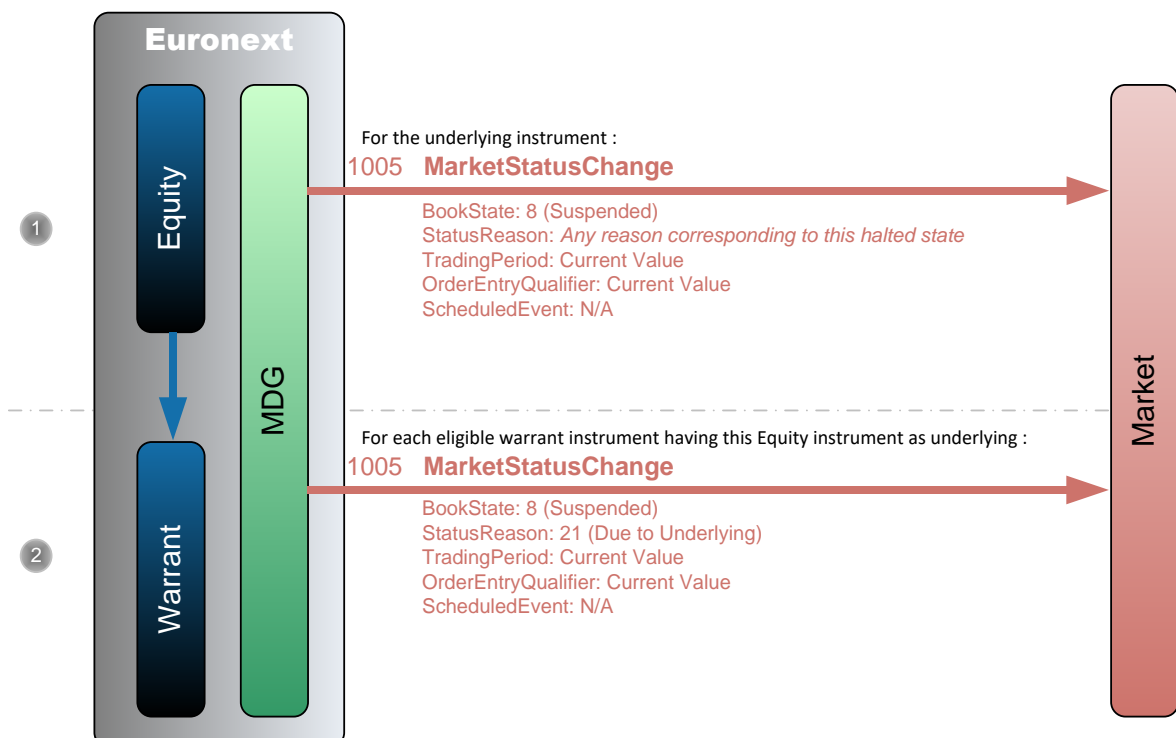 Euronext
Equity
MDG
Market
1
For the underlying instrument :
1005 MarketStatusChange
BookState: 8 (Suspended)
StatusReason: Any reason corresponding to this halted state
TradingPeriod: Current Value
OrderEntryQualifier: Current Value
ScheduledEvent: N/A
Warrant
2
For each eligible warrant instrument having this Equity instrument as underlying :
1005 MarketStatusChange
BookState: 8 (Suspended)
StatusReason: 21 (Due to Underlying)
TradingPeriod: Current Value
OrderEntryQualifier: Current Value
ScheduledEvent: N/A